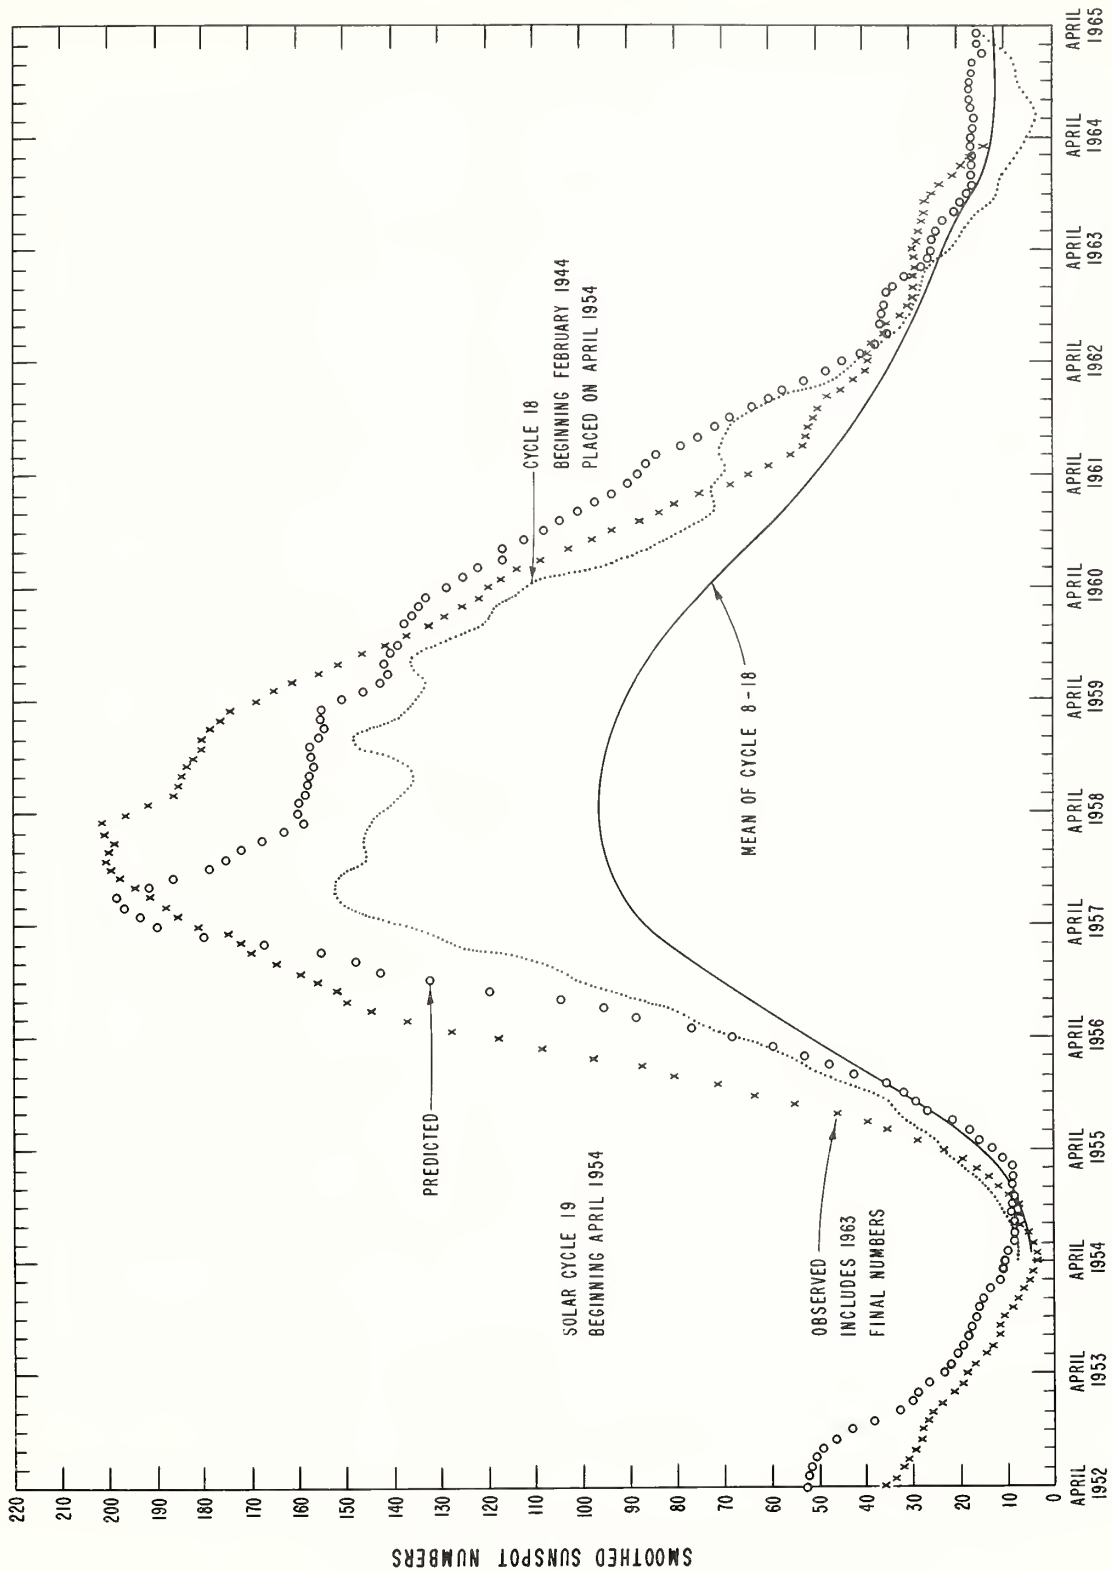 SMOOTHED SUNSPOT NUMBERS
220
210
200
190
180
170
160
150
140
130
120
110
100
90
80
70
60
50
40
30
20
10
0
PREDICTED
SOLAR CYCLE 19
BEGINNING APRIL 1954
OBSERVED
INCLUDES 1963
FINAL NUMBERS
CYCLE 18
BEGINNING FEBRUARY 1944
PLACED ON APRIL 1954
MEAN OF CYCLE 8-18
APRIL
1952
APRIL
1953
APRIL
1954
APRIL
1955
APRIL
1956
APRIL
1957
APRIL
1958
APRIL
1959
APRIL
1960
APRIL
1961
APRIL
1962
APRIL
1963
APRIL
1964
APRIL
1965